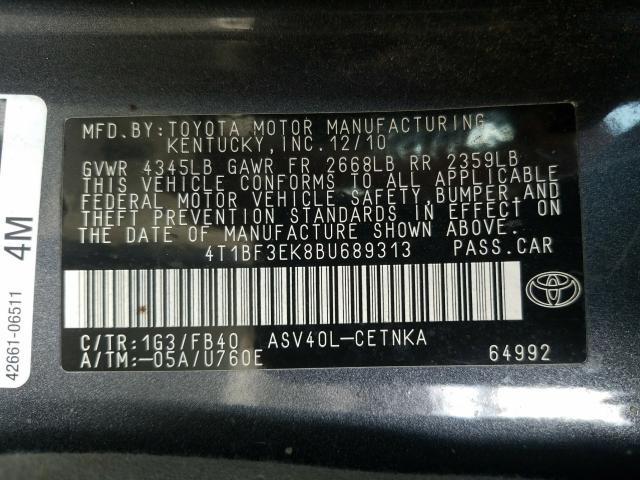 MFD.BY:TOYOTA MOTOR MANUFACTURING
KENTUCKY,INC.12/10
GVWR 4345LB GAWR FR 2668LB RR 2359LB
THIS VEHICLE CONFORMS TO ALL APPLICABLE
FEDERAL MOTOR VEHICLE SAFETY,BUMPER,AND
THEFT PREVENTION STANDARDS IN EFFECT ON
THE DATE OF MANUFACTURE SHOWN ABOVE.
4T1BF3EK8BU689313 PASS.CAR
C/TR:1G3/FB40 ASV40L-CETNKA
A/TM:-05A/U760E 64992
42661-06511 4M